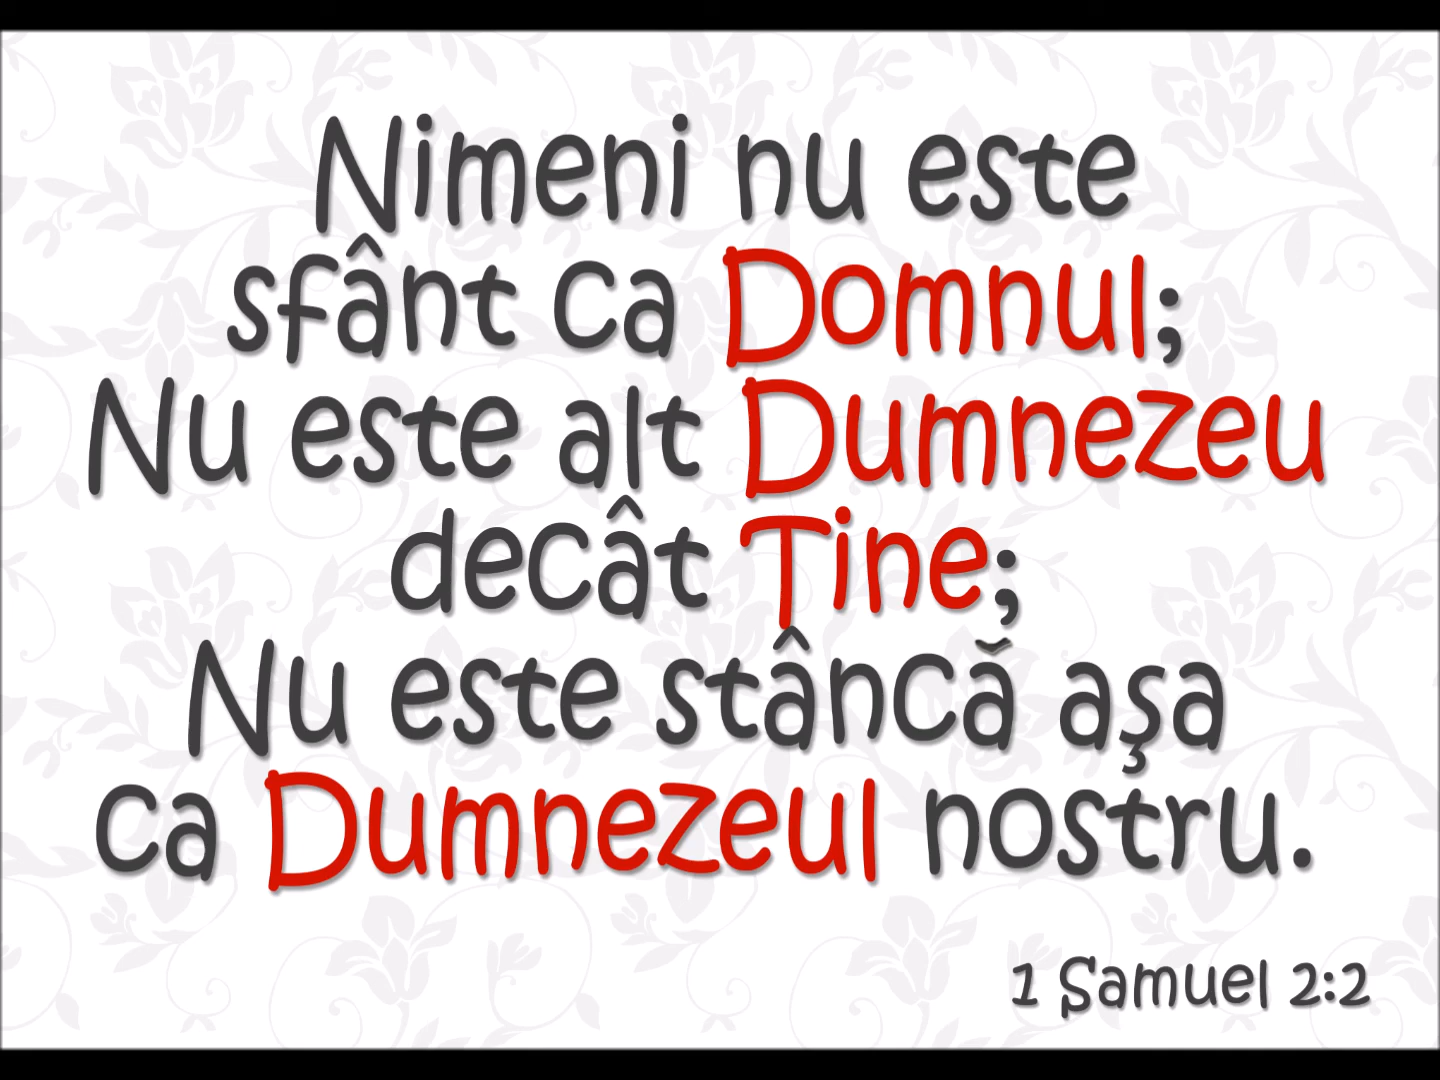 Nimeni nu este
sfânt ca Domnul;
Nu este alt Dumnezeu
decât Tine;
Nu este stâncă așa
ca Dumnezeul nostru.
1 Samuel 2:2